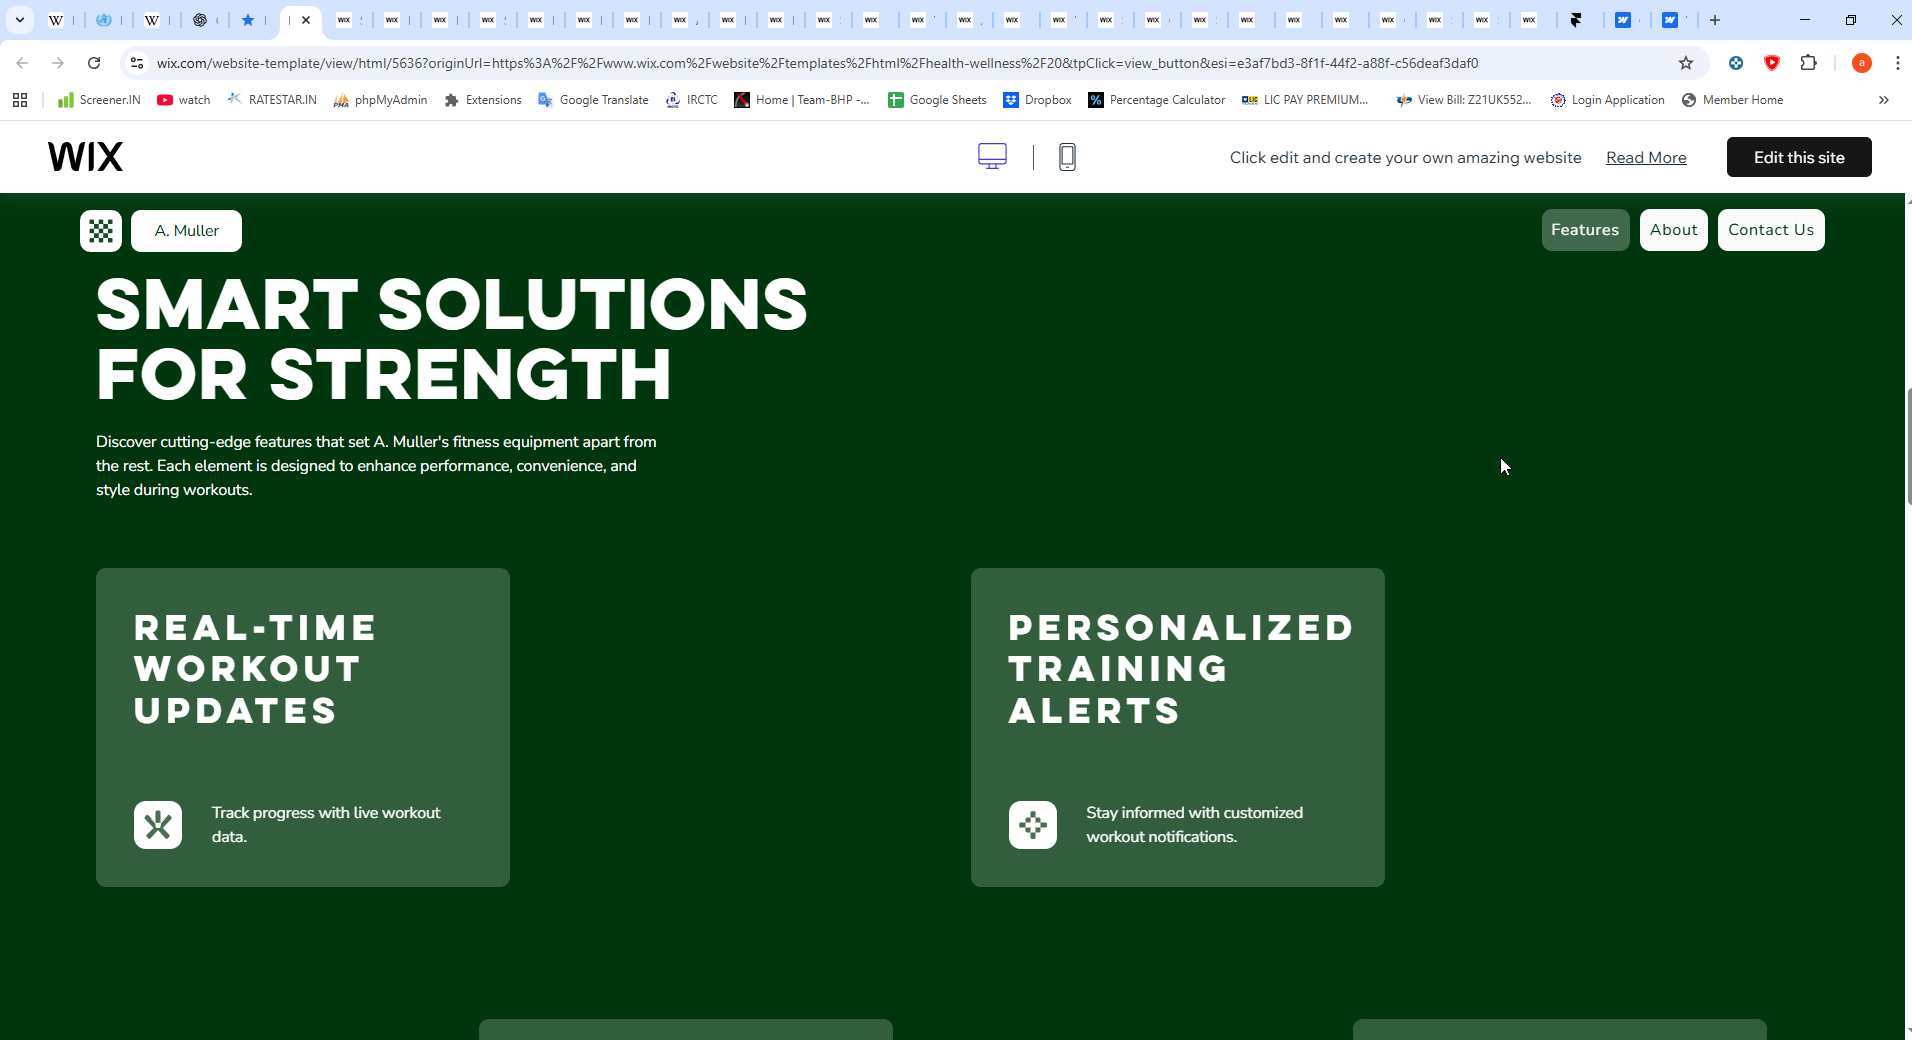 wix.com/website-template/view/html/5636?originUrl=https%3A%2F%2Fwww.wix.com%2Fwebsite%2Ftemplates%2Fhtml%2Fhealth-wellness%2F20&tpClick=view_button&esi=e3af7bd3-8f1f-44f2-a88f-c56deaf3daf0
Screener.IN watch RATESTAR.IN phpMyAdmin Extensions Google Translate IRCTC Home | Team-BHP -... Google Sheets Dropbox Percentage Calculator LIC PAY PREMIUM... View Bill: Z21UK552... Login Application Member Home
WIX Click edit and create your own amazing website Read More Edit this site
A. Muller Features About Contact Us
SMART SOLUTIONS
FOR STRENGTH
Discover cutting-edge features that set A. Muller's fitness equipment apart from
the rest. Each element is designed to enhance performance, convenience, and
style during workouts.
REAL-TIME
WORKOUT
UPDATES
Track progress with live workout
data.
PERSONALIZED
TRAINING
ALERTS
Stay informed with customized
workout notifications.